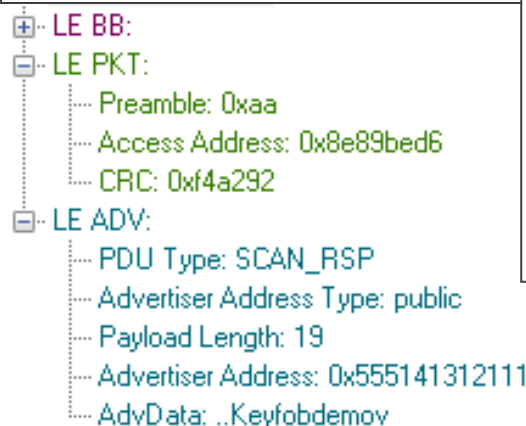 LE BB:
LE PKT:
Preamble: 0xaa
Access Address: 0x8e89bed6
CRC: 0xf4a292
LE ADV:
PDU Type: SCAN_RSP
Advertiser Address Type: public
Payload Length: 19
Advertiser Address: 0x555141312111
AdvData: ..Keyfobdemov